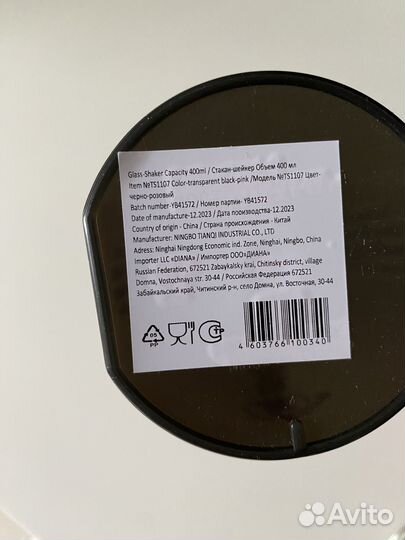 Glass-Shaker Capacity 400ml / Стакан-шейкер Объем 400 мл
Item №TS1107 Color-transparent black-pink /Модель №TS1107 Цвет-
черно-розовый
Batch number-YB41572 / Номер партии- YB41572
Date of manufacture-12.2023 / Дата производства-12.2023
Country of origin - China / Страна происхождения - Китай
Manufacturer: NINGBO TIANQI INDUSTRIAL CO., LTD
Adress: Ninghai Ningdong Economic ind. Zone, Ninghai, Ningbo, China
Importer LLC «DIANA» / Импортер ООО«ДИАНА»
Russian Federation, 672521 Zabaykalsky krai, Chitinsky district, village
Domna, Vostochnaya street, 30-44 / Российская Федерация 672521
Забайкальский край, Читинский р-н, село Домна, ул. Восточная, 30-44
05
PP
СТР
4 603766 100340
Avito